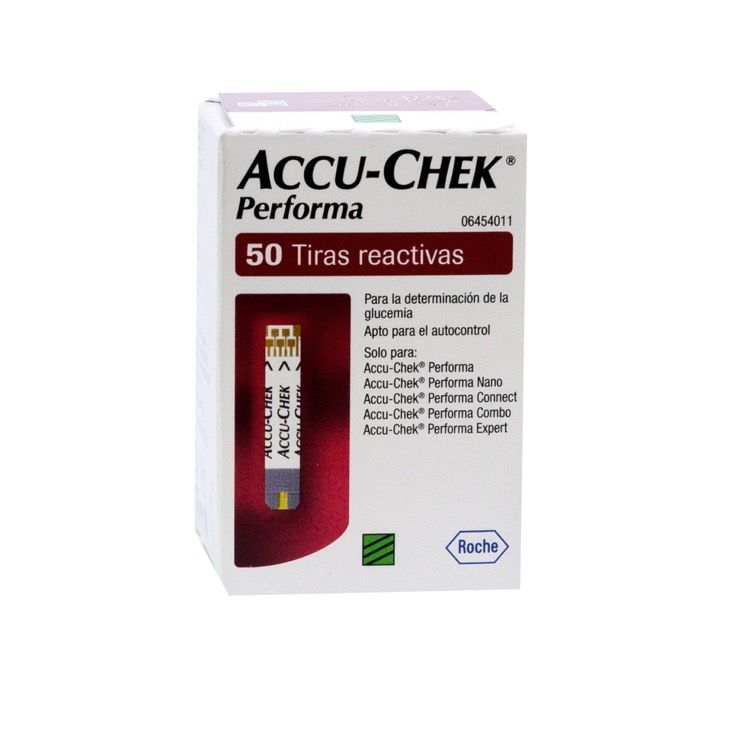 ACCU-CHEK®
Performa
06454011
50 Tiras reactivas
Para la determinación de la
glucemia
Apto para el autocontrol
Solo para:
Accu-Chek® Performa
Accu-Chek® Performa Nano
Accu-Chek® Performa Connect
Accu-Chek® Performa Combo
Accu-Chek® Performa Expert
ACCU-CHEK
ACCU-CHEK
ACCU-CHEK
Roche